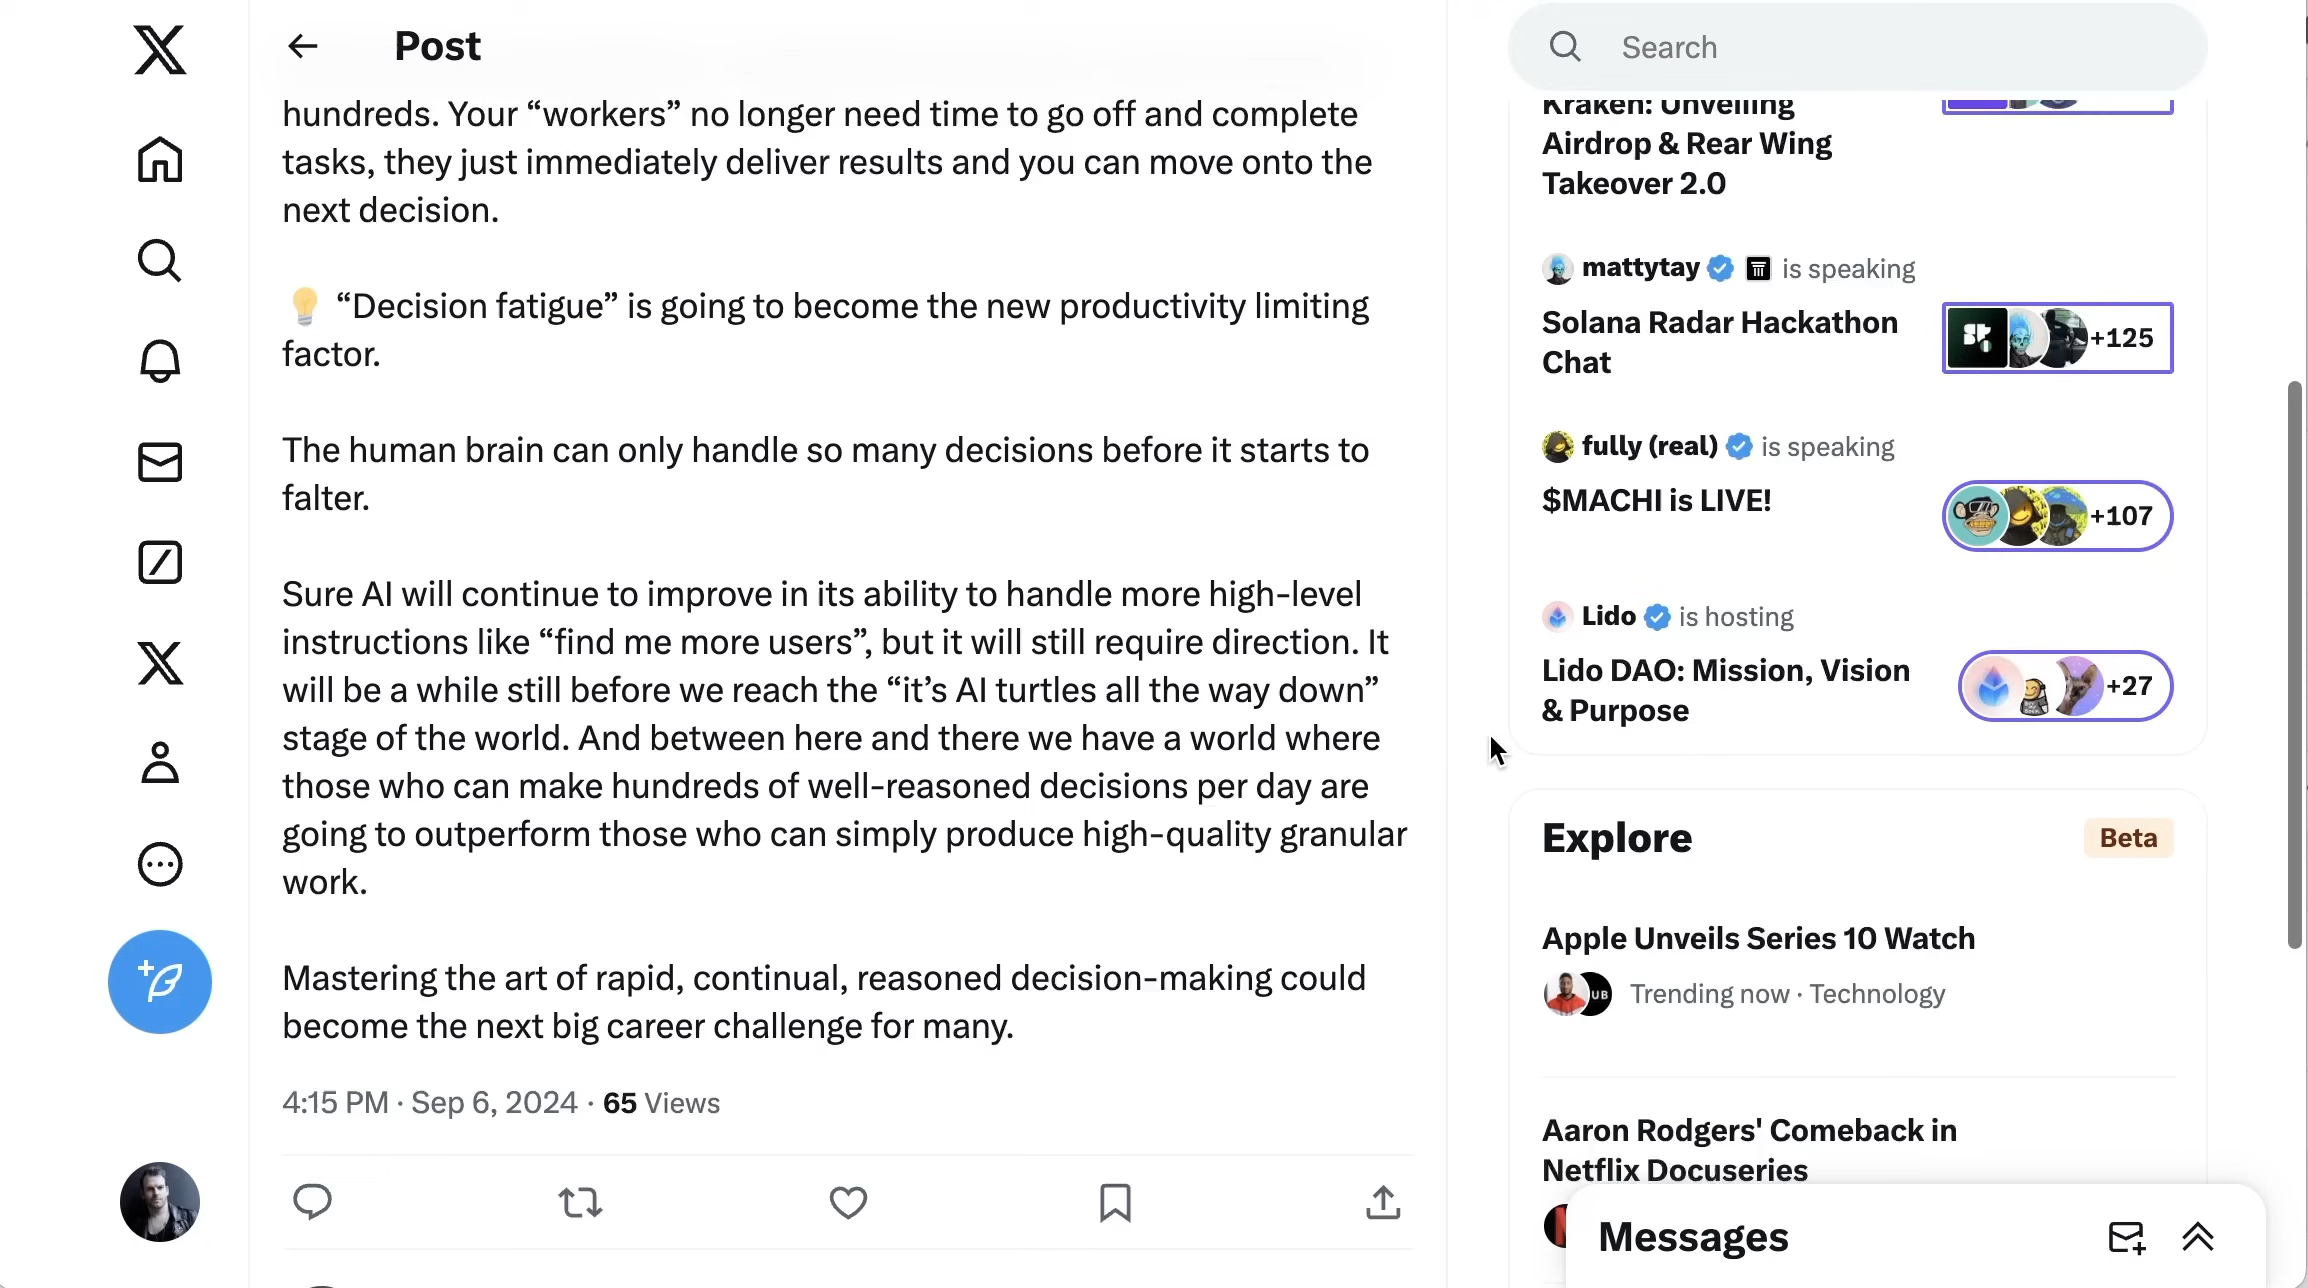 Post
hundreds. Your “workers” no longer need time to go off and complete
tasks, they just immediately deliver results and you can move onto the
next decision.
💡 “Decision fatigue” is going to become the new productivity limiting
factor.
The human brain can only handle so many decisions before it starts to
falter.
Sure AI will continue to improve in its ability to handle more high-level
instructions like “find me more users”, but it will still require direction. It
will be a while still before we reach the “it’s AI turtles all the way down”
stage of the world. And between here and there we have a world where
those who can make hundreds of well-reasoned decisions per day are
going to outperform those who can simply produce high-quality granular
work.
Mastering the art of rapid, continual, reasoned decision-making could
become the next big career challenge for many.
4:15 PM · Sep 6, 2024 · 65 Views
Search
Kraken: Unveiling
Airdrop & Rear Wing
Takeover 2.0
mattytay is speaking
Solana Radar Hackathon
Chat
+125
fully (real) is speaking
$MACHI is LIVE!
+107
Lido is hosting
Lido DAO: Mission, Vision
& Purpose
+27
Explore
Beta
Apple Unveils Series 10 Watch
UB
Trending now · Technology
Aaron Rodgers' Comeback in
Netflix Docuseries
Messages